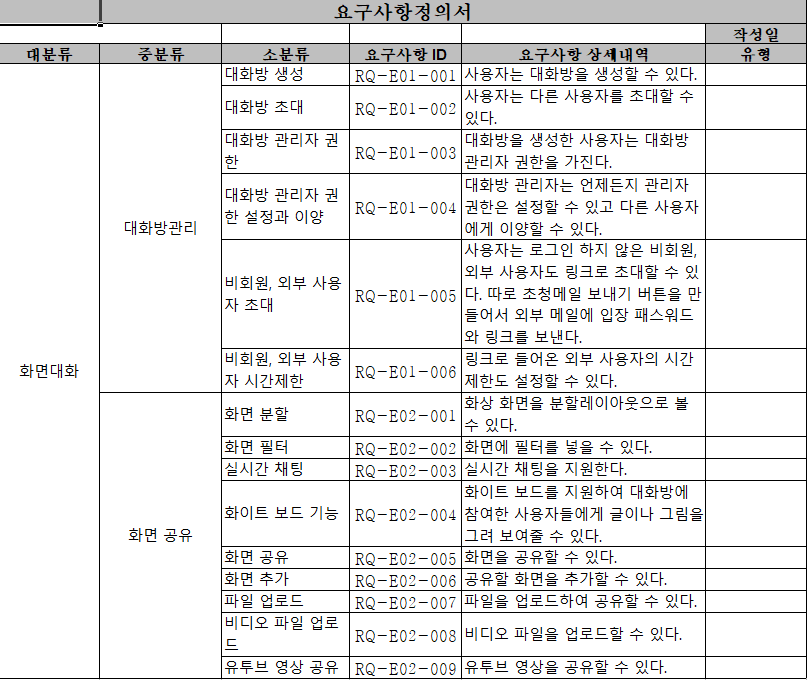 요구사항정의서
작성일
대분류 중분류 소분류 요구사항 ID 요구사항 상세내역 유형
화면대화
대화방관리
대화방 생성 RQ-E01-001 사용자는 대화방을 생성할 수 있다.
대화방 초대 RQ-E01-002 사용자는 다른 사용자를 초대할 수
있다.
대화방 관리자 권
한
RQ-E01-003
대화방을 생성한 사용자는 대화방
관리자 권한을 가진다.
대화방 관리자 권
한 설정과 이양
RQ-E01-004
대화방 관리자는 언제든지 관리자
권한은 설정할 수 있고 다른 사용자
에게 이양할 수 있다.
비회원, 외부 사용
자 초대
RQ-E01-005
사용자는 로그인 하지 않은 비회원,
외부 사용자도 링크로 초대할 수 있
다. 따로 초청메일 보내기 버튼을 만
들어서 외부 메일에 입장 패스워드
와 링크를 보낸다.
비회원, 외부 사용
자 시간제한
RQ-E01-006
링크로 들어온 외부 사용자의 시간
제한도 설정할 수 있다.
화면 공유
화면 분할 RQ-E02-001 화상 화면을 분할레이아웃으로 볼
수 있다.
화면 필터 RQ-E02-002 화면에 필터를 넣을 수 있다.
실시간 채팅 RQ-E02-003 실시간 채팅을 지원한다.
화이트 보드 기능 RQ-E02-004
화이트 보드를 지원하여 대화방에
참여한 사용자들에게 글이나 그림을
그려 보여줄 수 있다.
화면 공유 RQ-E02-005 화면을 공유할 수 있다.
화면 추가 RQ-E02-006 공유할 화면을 추가할 수 있다.
파일 업로드 RQ-E02-007 파일을 업로드하여 공유할 수 있다.
비디오 파일 업로
드
RQ-E02-008 비디오 파일을 업로드할 수 있다.
유투브 영상 공유 RQ-E02-009 유투브 영상을 공유할 수 있다.